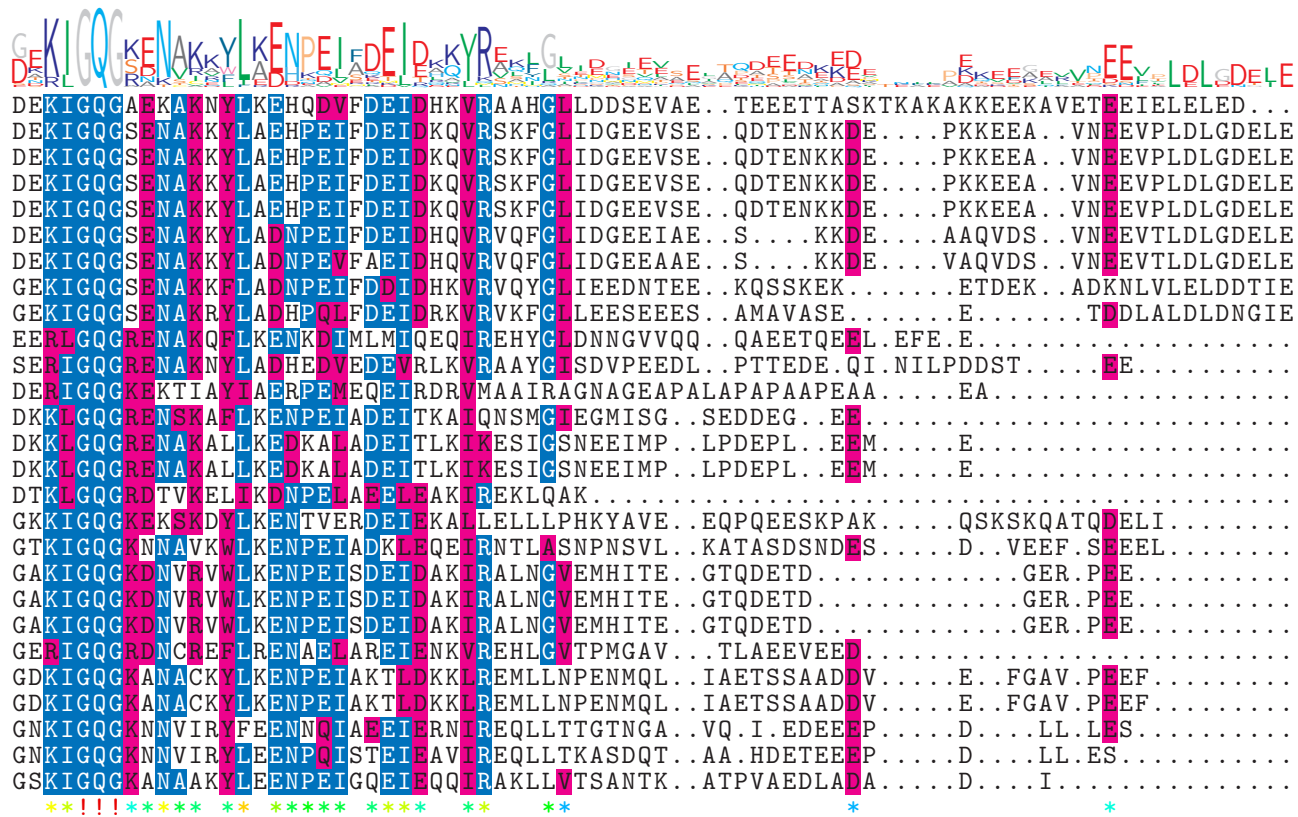 DEKIGQGAEKAKNYLKEHQDVFDEIDHKVRAAHGLLDDSEVAE..TEEETTASKTKAKAKKEEKAVETEEIELELED...
DEKIGQGSENAKKYLAEHPEIFDEIDKQVRSKFGLIDGEEVSE..QDTENKKDE....PKKEEA..VNEEVPLDLGDELE
DEKIGQGSENAKKYLAEHPEIFDEIDKQVRSKFGLIDGEEVSE..QDTENKKDE....PKKEEA..VNEEVPLDLGDELE
DEKIGQGSENAKKYLAEHPEIFDEIDKQVRSKFGLIDGEEVSE..QDTENKKDE....PKKEEA..VNEEVPLDLGDELE
DEKIGQGSENAKKYLAEHPEIFDEIDKQVRSKFGLIDGEEVSE..QDTENKKDE....PKKEEA..VNEEVPLDLGDELE
DEKIGQGSENAKKYLADNPEIFDEIDHQVRVQFGLIDGEEIAE..S....KKDE....AAQVDS..VNEEVTLDLGDELE
DEKIGQGSENAKKYLADNPEVFAEIDHQVRVQFGLIDGEEAAE..S....KKDE....VAQVDS..VNEEVTLDLGDELE
GEKIGQGSENAKKFLADNPEIFDDIDHKVRVQYGLIEEDNTEE..KQSSKEK.......ETDEK..ADKNLVLELDDTIE
GEKIGQGSENAKRYLADHPQLFDEIDRKVRVKFGLLEESEEES..AMAVASE.......E.......TDDLALDLDNGIE
EERLGQGRENAKQFLKENKDIMLMIQEQIREHYGLDNNGVVQQ..QAEETQEEL.EFE.E....................
SERIGQGRENAKNYLADHEDVEDEVRLKVRAAYGISDVPEEDL..PTTEDE.QI.NILPDDST.....EE..........
DERIGQGKEKTIAYIAERPEMEQEIRDRVMAAIRAGNAGEAPALAPAPAAPEAA.....EA...................
DKKLGQGRENSKAFLKENPEIADEITKAIQNSMGIEGMISG..SEDDEG..EE...........................
DKKLGQGRENAKALLKEDKALADEITLKIKESIGSNEEIMP..LPDEPL..EEM.....E....................
DKKLGQGRENAKALLKEDKALADEITLKIKESIGSNEEIMP..LPDEPL..EEM.....E....................
DTKLGQGRDTVKELIKDNPELAEELEAKIREKLQAK............................................
GKKIGQGKEKSKDYLKENTVERDEIEKALLELLLPHKYAVE..EQPQEESKPAK.....QSKSKQATQDELI........
GTKIGQGKNNAVKWLKENPEIADKLEQEIRNTLASNPNSVL..KATASDSNDES.....D..VEEF.SEEEL........
GAKIGQGKDNVRVWLKENPEISDEIDAKIRALNGVEMHITE..GTQDETD.............GER.PEE..........
GAKIGQGKDNVRVWLKENPEISDEIDAKIRALNGVEMHITE..GTQDETD.............GER.PEE..........
GAKIGQGKDNVRVWLKENPEISDEIDAKIRALNGVEMHITE..GTQDETD.............GER.PEE..........
GERIGQGRDNCREFLRENAELAREIENKVREHLGVTPMGAV...TLAEEVEED...........................
GDKIGQGKANACKYLKENPEIAKTLDKKLREMLLNPENMQL..IAETSSAADDV.....E..FGAV.PEEF.........
GDKIGQGKANACKYLKENPEIAKTLDKKLREMLLNPENMQL..IAETSSAADDV.....E..FGAV.PEEF.........
GNKIGQGKNNVIRYFEENNQIAEEIERNIREQLLTTGTNGA..VQ.I.EDEEEP.....D....LL.LES..........
GNKIGQGKNNVIRYLEENPQISTEIEAVIREQLLTKASDQT..AA.HDETEEEP.....D....LL.LES..........
GSKIGQGKANAAKYLEENPEIGQEIEQQIRAKLLVTSANTK..ATPVAEDLADA.....D....I...............
**!!!***** ** ***** **** ** ** * *